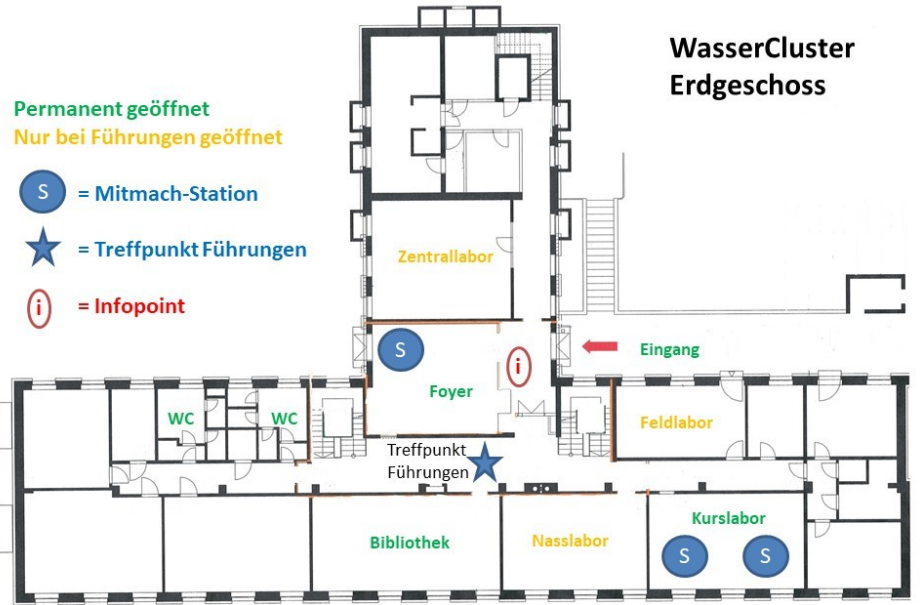 WasserCluster
Erdgeschoss
Permanent geöffnet
Nur bei Führungen geöffnet
S = Mitmach-Station
= Treffpunkt Führungen
i = Infopoint
Zentrallabor
S
i
Eingang
Foyer
WC
WC
Feldlabor
Treffpunkt
Führungen
Kurslabor
Bibliothek
Nasslabor
S
S